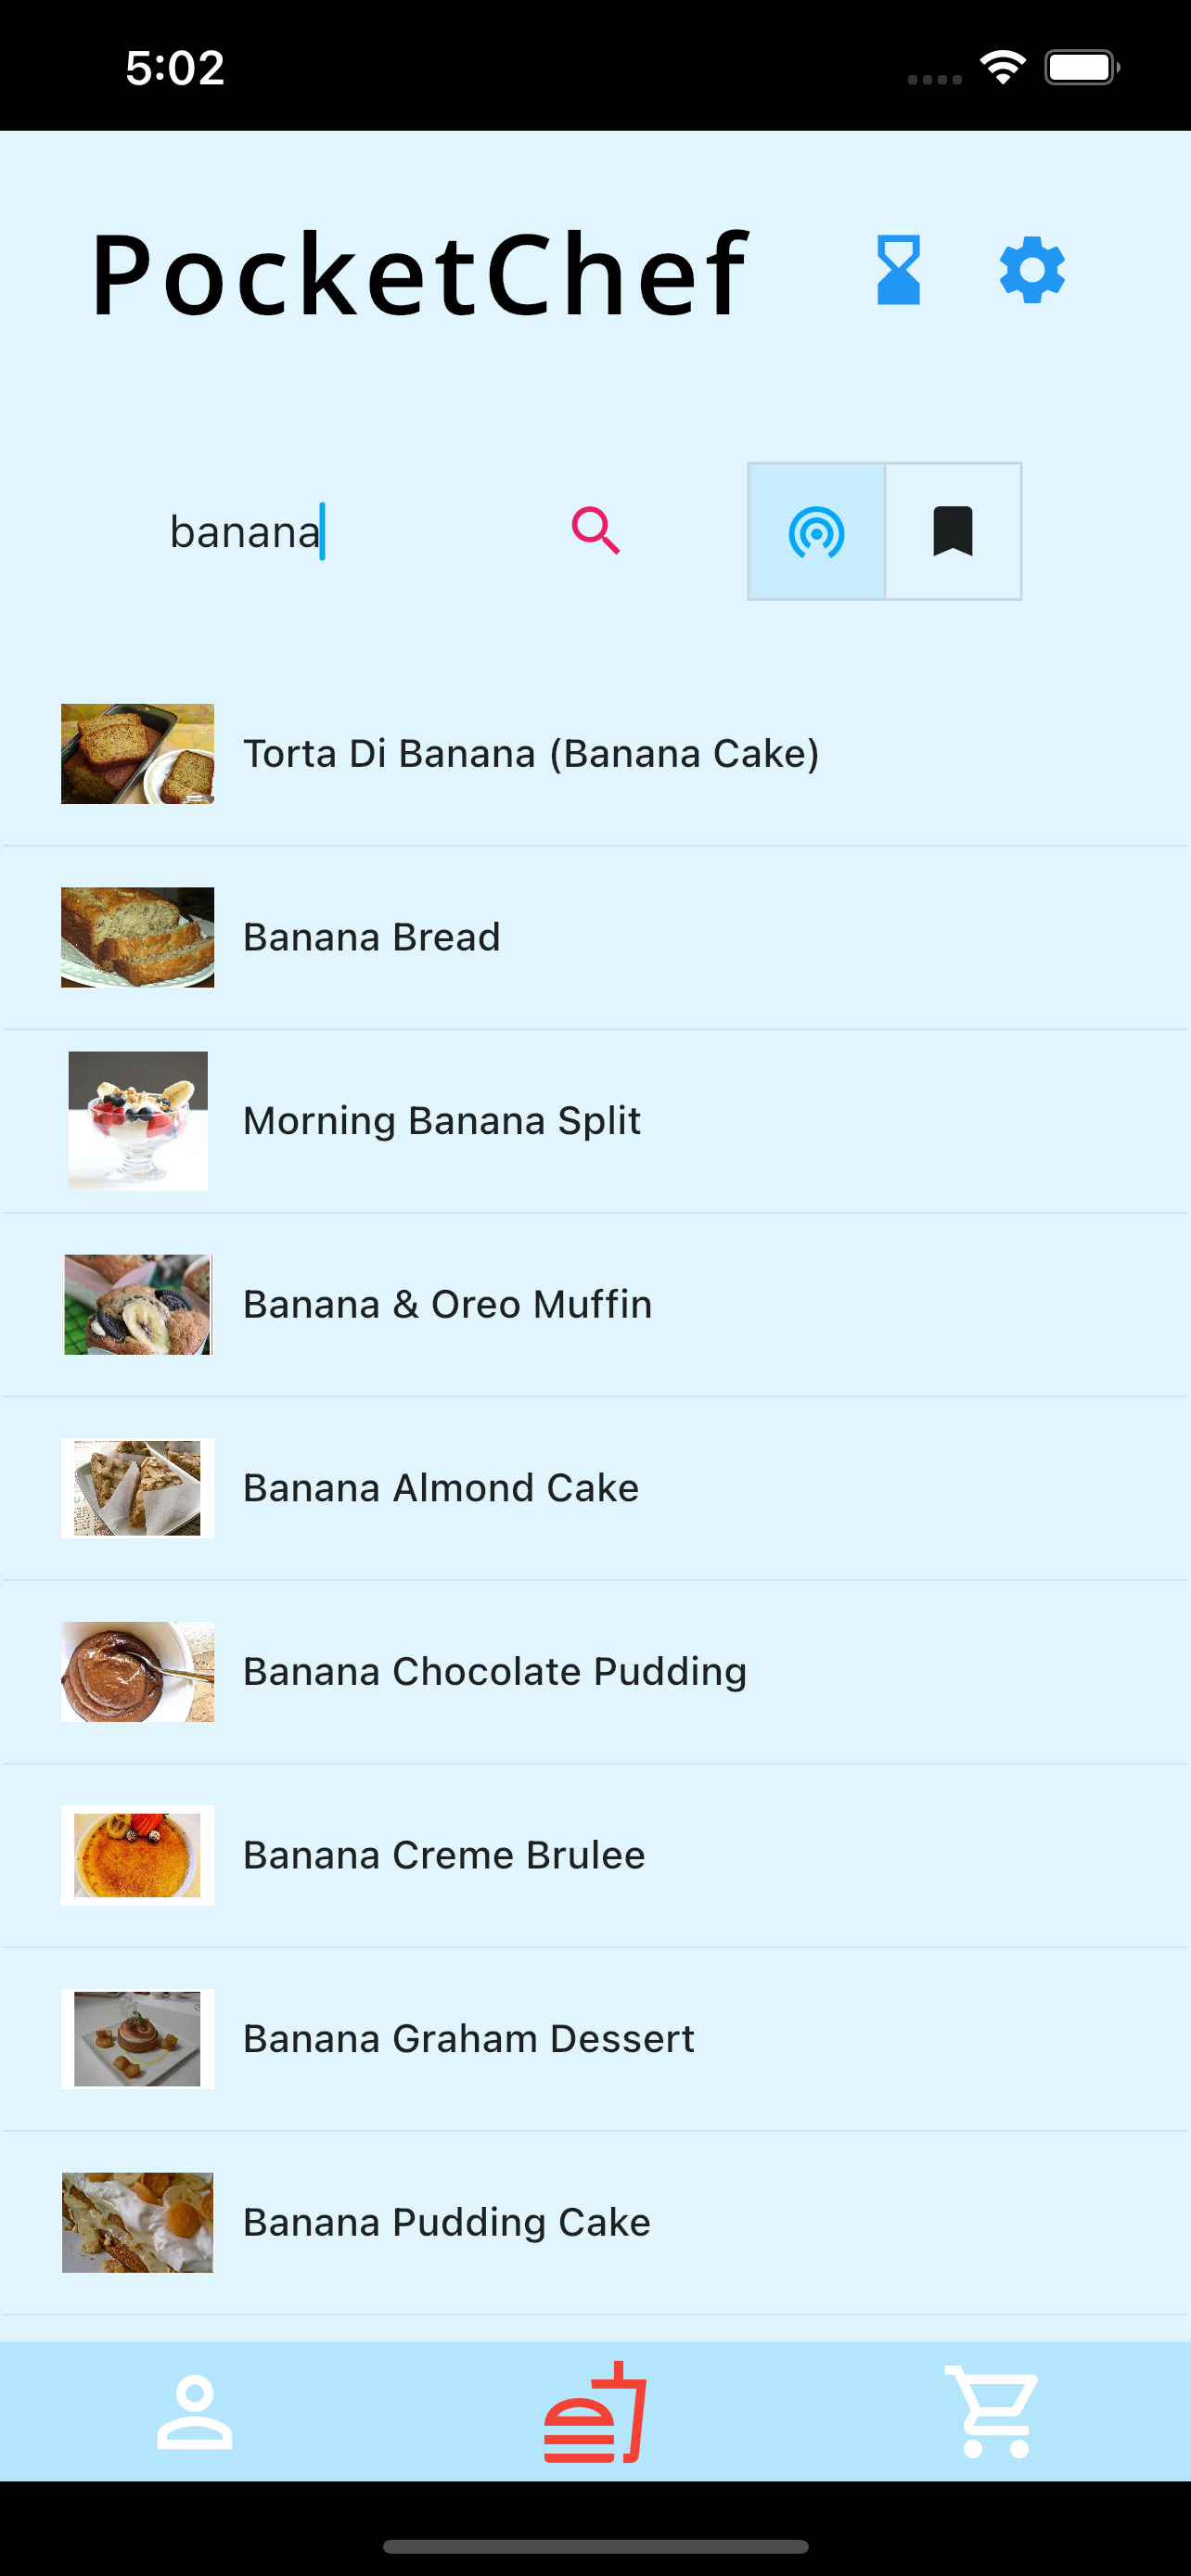 5:02
PocketChef
banana
Torta Di Banana (Banana Cake)
Banana Bread
Morning Banana Split
Banana & Oreo Muffin
Banana Almond Cake
Banana Chocolate Pudding
Banana Creme Brulee
Banana Graham Dessert
Banana Pudding Cake